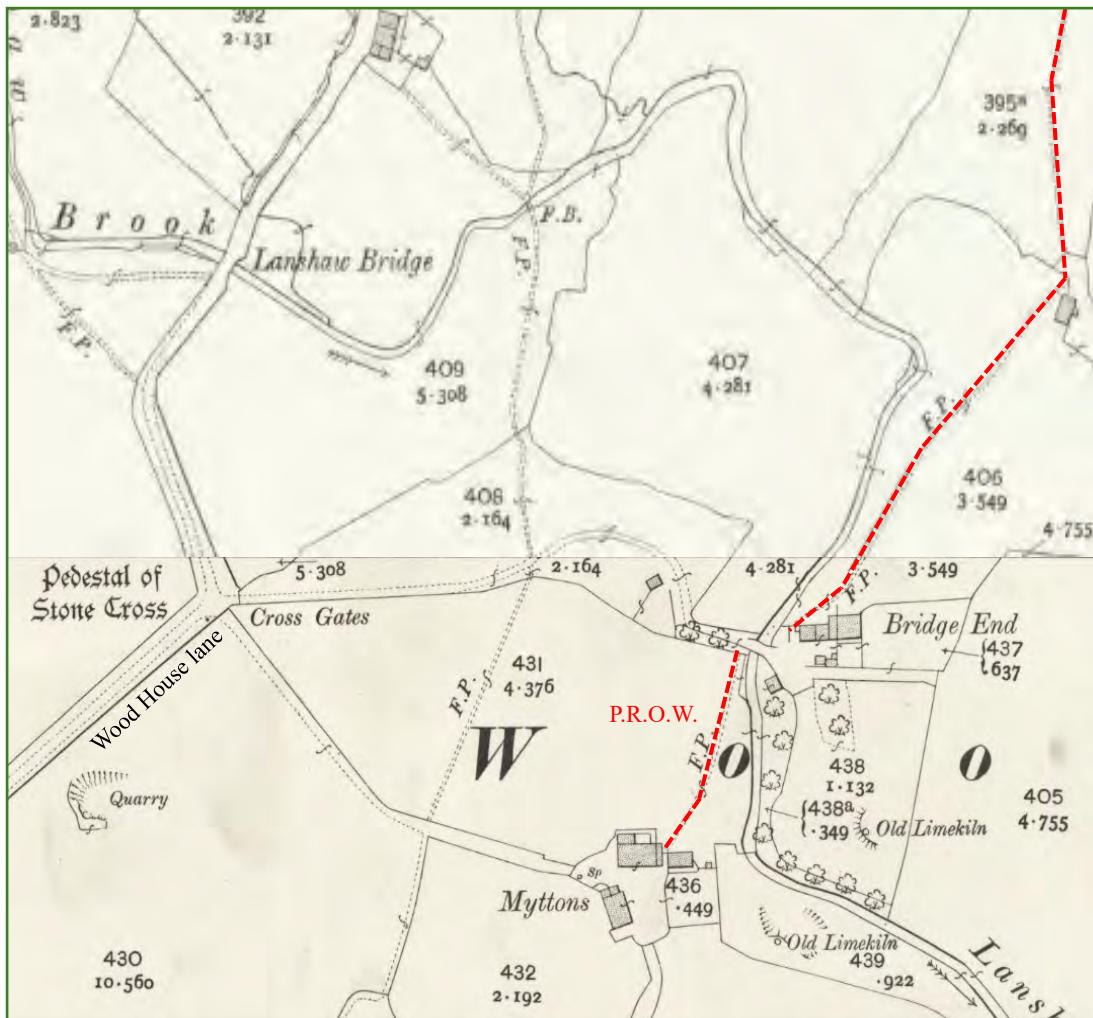 2·823
392
2·131
395ª
2·269
Brook
F.B.
Lanshaw Bridge
F.P.
F.P.
409
5·308
407
4·281
F.P.
406
3·549
408
2·164
4·755
Pedestal of
Stone Cross
5·308
2·164
4·281
3·549
F.P.
Cross Gates
Bridge End
437
·637
Wood House lane
431
4·376
F.P.
W
P.R.O.W.
F.P.
O
O
438
1·132
405
4·755
Quarry
438ª
·349
Old Limekiln
Sp
436
·449
Myttons
Old Limekiln
439
·922
Lansh
430
10·560
432
2·192